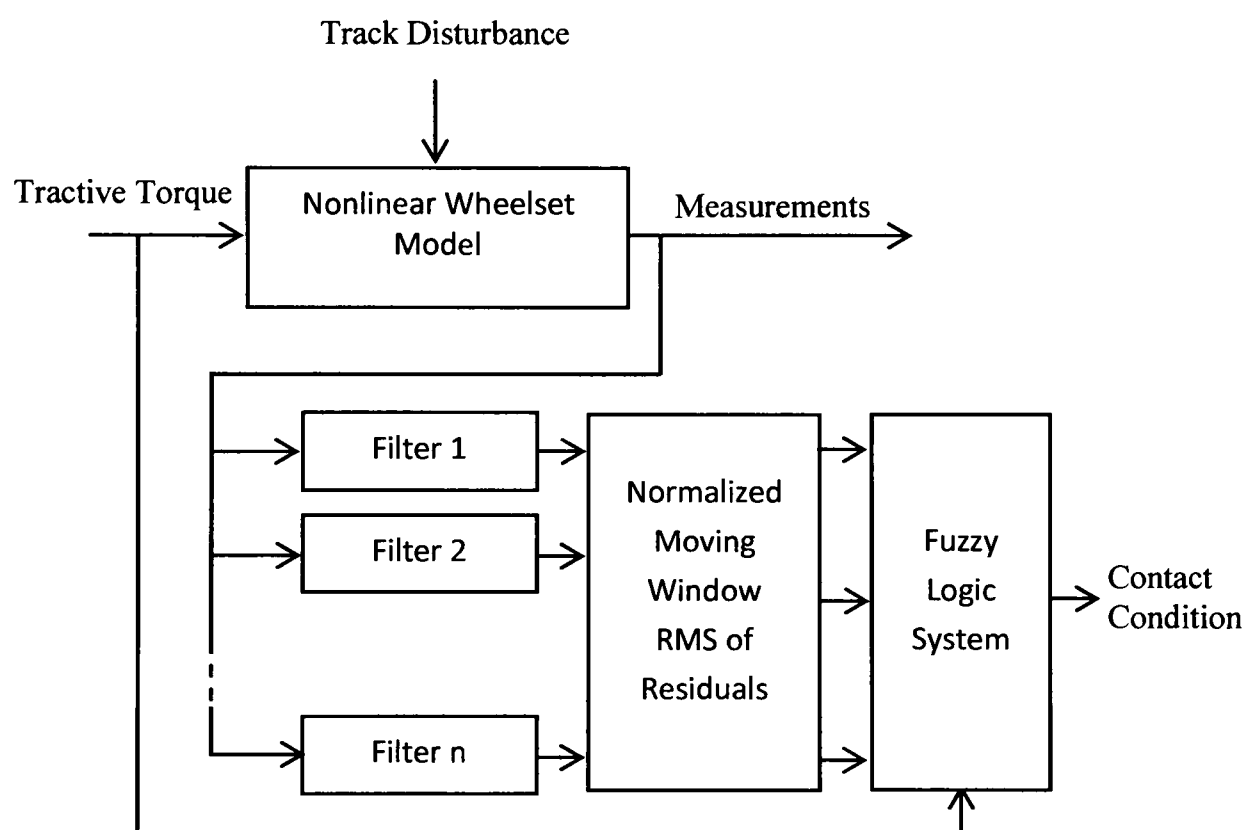 Track Disturbance
Tractive Torque
Nonlinear Wheelset
Model
Measurements
Filter 1
Filter 2
Filter n
Normalized
Moving
Window
RMS of
Residuals
Fuzzy
Logic
System
Contact
Condition